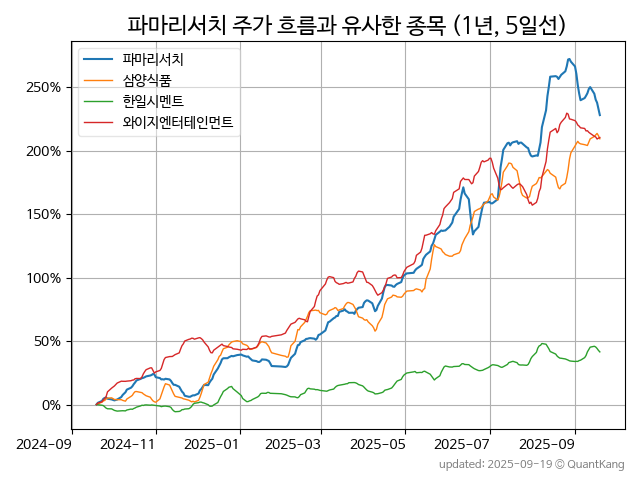 파마리서치 주가 흐름과 유사한 종목 (1년, 5일선)
파마리서치
삼양식품
한일시멘트
와이지엔터테인먼트
250%
200%
150%
100%
50%
0%
2024-09 2024-11 2025-01 2025-03 2025-05 2025-07 2025-09
updated: 2025-09-19 © QuantKang